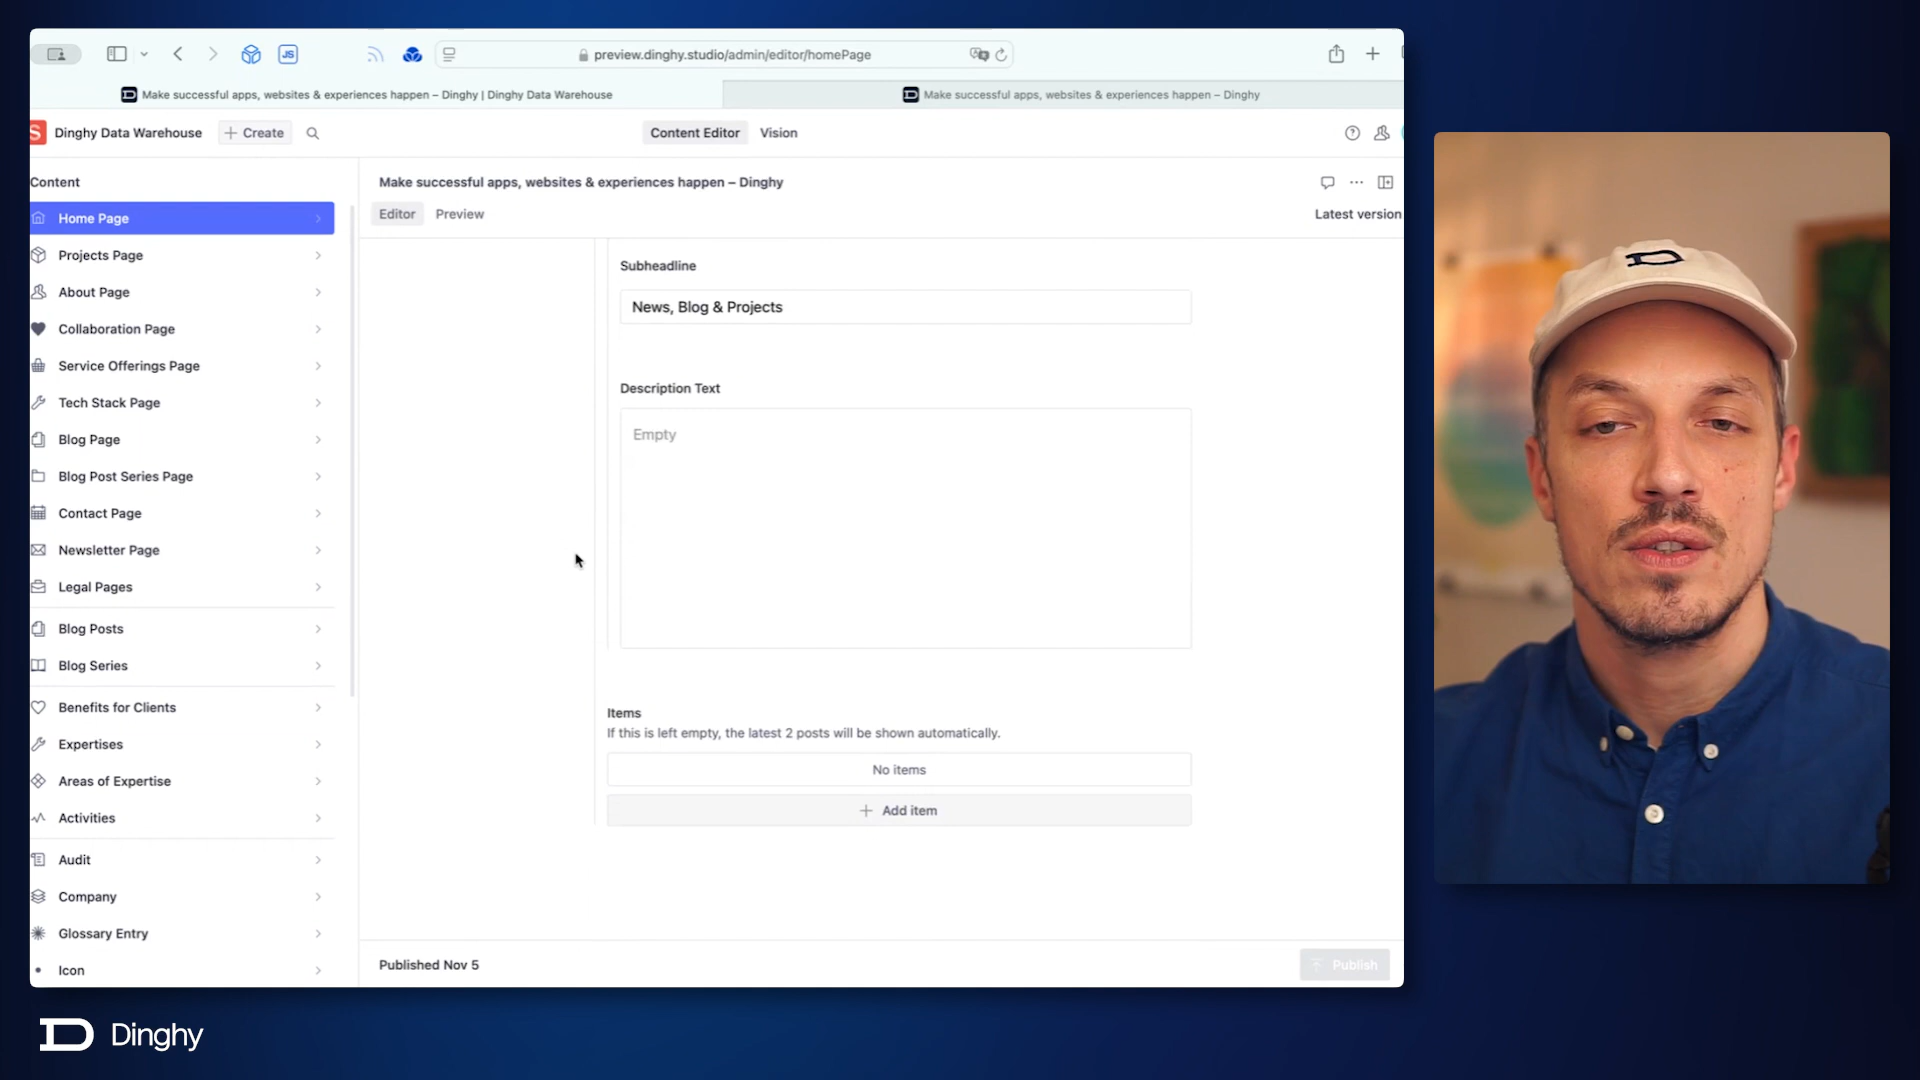 JS
preview.dinghy.studio/admin/editor/homePage
Make successful apps, websites & experiences happen – Dinghy | Dinghy Data Warehouse
Make successful apps, websites & experiences happen – Dinghy
S
Dinghy Data Warehouse
Create
Content Editor
Vision
Content
Home Page
Projects Page
About Page
Collaboration Page
Service Offerings Page
Tech Stack Page
Blog Page
Blog Post Series Page
Contact Page
Newsletter Page
Legal Pages
Blog Posts
Blog Series
Benefits for Clients
Expertises
Areas of Expertise
Activities
Audit
Company
Glossary Entry
Icon
Make successful apps, websites & experiences happen – Dinghy
Editor
Preview
Latest version
Subheadline
News, Blog & Projects
Description Text
Empty
Items
If this is left empty, the latest 2 posts will be shown automatically.
No items
Add item
Published Nov 5
Publish
D
Dinghy